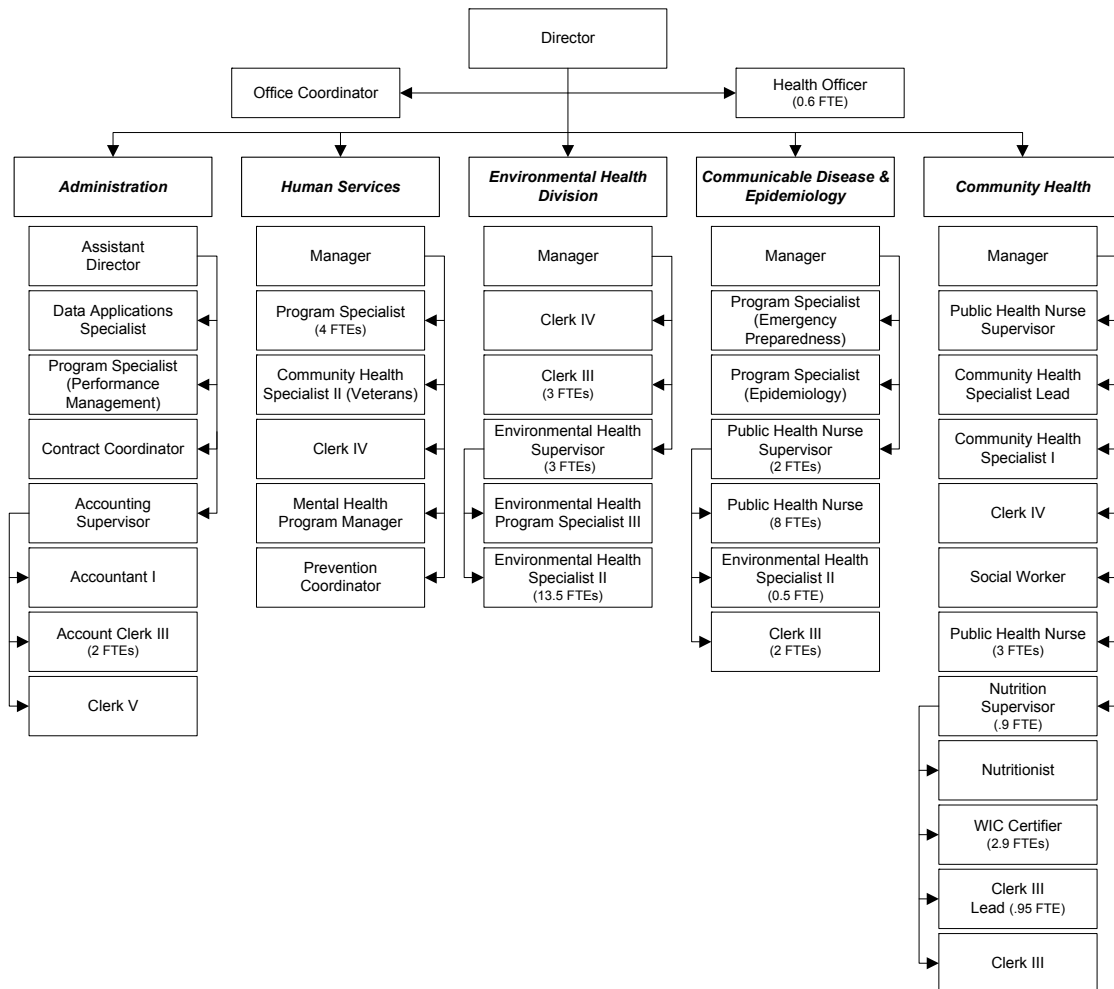 Director
Office Coordinator
Health Officer
(0.6 FTE)
Administration
Human Services
Environmental Health
Division
Communicable Disease &
Epidemiology
Community Health
Assistant
Director
Data Applications
Specialist
Program Specialist
(Performance
Management)
Contract Coordinator
Accounting
Supervisor
Accountant I
Account Clerk III
(2 FTEs)
Clerk V
Manager
Program Specialist
(4 FTEs)
Community Health
Specialist II (Veterans)
Clerk IV
Mental Health
Program Manager
Prevention
Coordinator
Manager
Clerk IV
Clerk III
(3 FTEs)
Environmental Health
Supervisor
(3 FTEs)
Environmental Health
Program Specialist III
Environmental Health
Specialist II
(13.5 FTEs)
Manager
Program Specialist
(Emergency
Preparedness)
Program Specialist
(Epidemiology)
Public Health Nurse
Supervisor
(2 FTEs)
Public Health Nurse
(8 FTEs)
Environmental Health
Specialist II
(0.5 FTE)
Clerk III
(2 FTEs)
Manager
Public Health Nurse
Supervisor
Community Health
Specialist Lead
Community Health
Specialist I
Clerk IV
Social Worker
Public Health Nurse
(3 FTEs)
Nutrition
Supervisor
(.9 FTE)
Nutritionist
WIC Certifier
(2.9 FTEs)
Clerk III
Lead (.95 FTE)
Clerk III